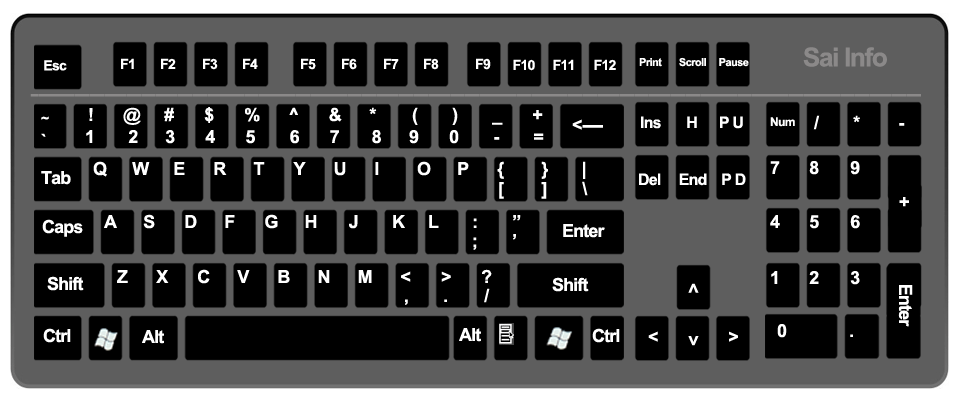 Esc F1 F2 F3 F4 F5 F6 F7 F8 F9 F10 F11 F12 Print Scroll Pause Sai Info
~ ! @ # $ % ^ & * ( ) _ +
` 1 2 3 4 5 6 7 8 9 0 - = <— Ins H P U Num / * -
Tab Q W E R T Y U I O P { } | 7 8 9
[ ] \ Del End P D +
Caps A S D F G H J K L : ” Enter 4 5 6
; ’
Shift Z X C V B N M < > ? Shift ʌ 1 2 3 Enter
, . /
Ctrl Alt Alt Ctrl < v > 0 .